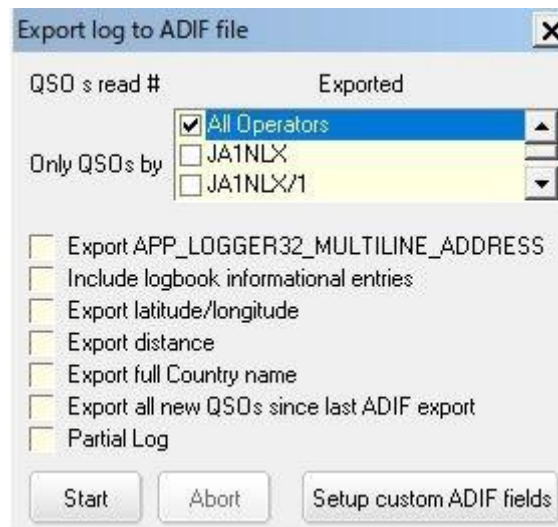 Export log to ADIF file
QSO s read # Exported
Only QSOs by
All Operators
JA1NLX
JA1NLX/1
Export APP_LOGGER32_MULTILINE_ADDRESS
Include logbook informational entries
Export latitude/longitude
Export distance
Export full Country name
Export all new QSOs since last ADIF export
Partial Log
Start Abort Setup custom ADIF fields